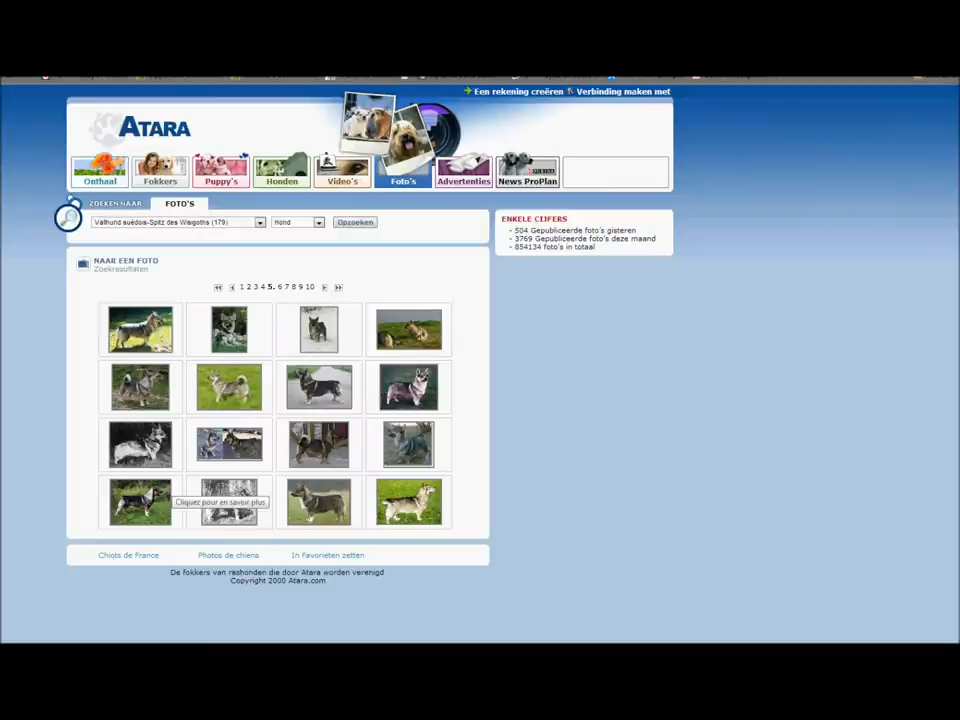 Een rekening creëren Verbinding maken met
ATARA
Onthaal Fokkers Puppy's Honden Video's Foto's Advertenties News ProPlan
ZOEKEN NAAR FOTO'S
Vallhund suédois-Spitz des Wisigoths (179) Hond Opzoeken
ENKELE CIJFERS
- 504 Gepubliceerde foto's gisteren
- 3769 Gepubliceerde foto's deze maand
- 854134 foto's in totaal
NAAR EEN FOTO
Zoekresultaten
1 2 3 4 5. 6 7 8 9 10
Cliquez pour en savoir plus
Chiots de France Photos de chiens In Favorieten zetten
De fokkers van rashonden die door Atara worden verenigd
Copyright 2000 Atara.com